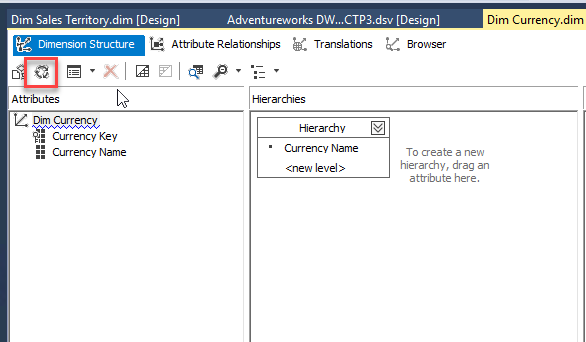 Dim Sales Territory.dim [Design]
Adventureworks DW...CTP3.dsv [Design]
Dim Currency.dim
Dimension Structure
Attribute Relationships
Translations
Browser
Attributes
Hierarchies
Dim Currency
Currency Key
Currency Name
Hierarchy
Currency Name
<new level>
To create a new
hierarchy, drag an
attribute here.